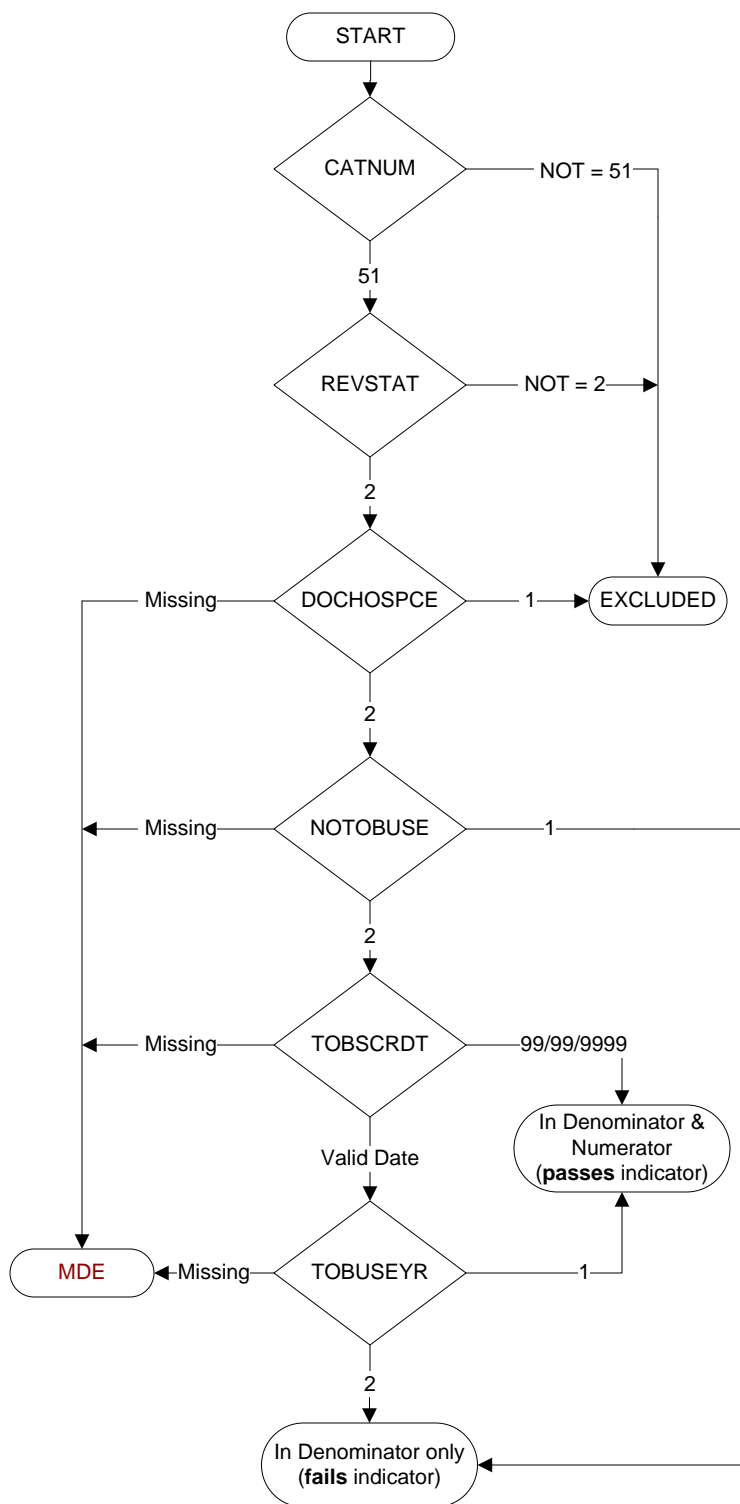 START
CATNUM
NOT = 51
51
REVSTAT
NOT = 2
2
Missing
DOCHOSPCE
1
EXCLUDED
2
Missing
NOTOBUSE
1
2
Missing
TOBSCRDT
99/99/9999
In Denominator &
Numerator
(passes indicator)
Valid Date
MDE
Missing
TOBUSEYR
1
2
In Denominator only
(fails indicator)